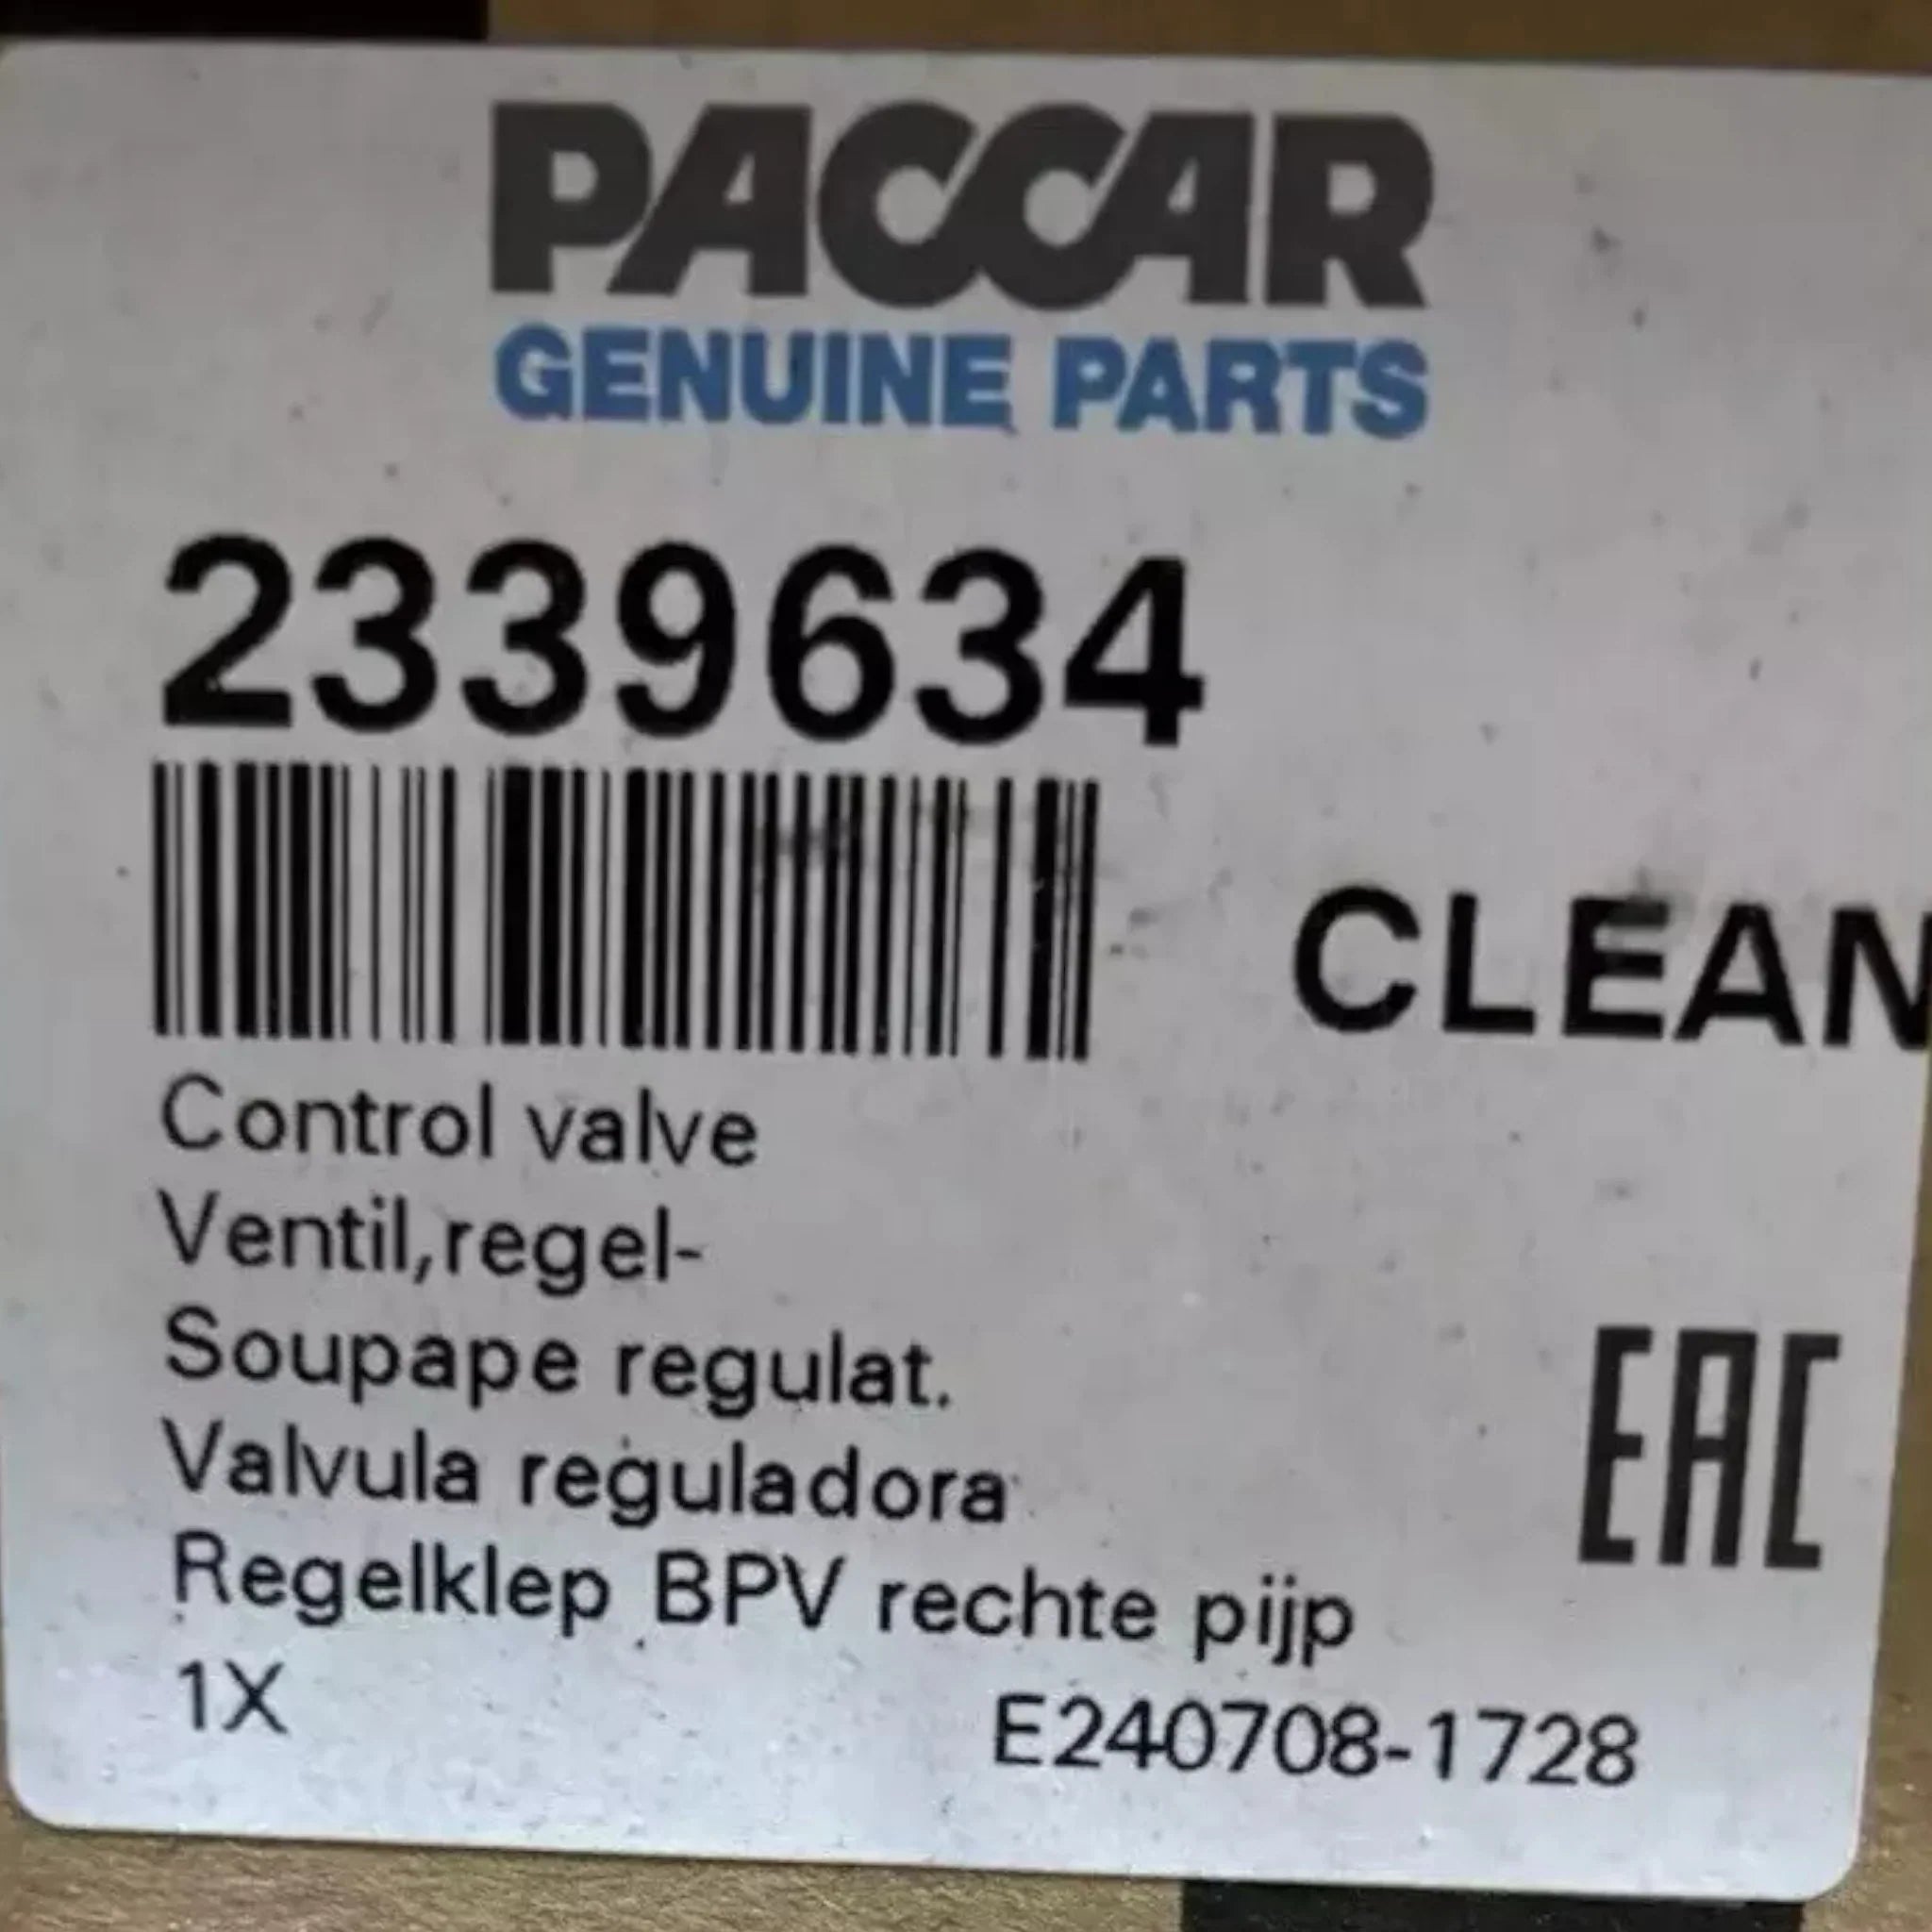 PACCAR
GENUINE PARTS
2339634
CLEAN
Control valve
Ventil,regel-
Soupape regulat.
Valvula reguladora
EAC
Regelklep BPV rechte pijp
1X E240708-1728